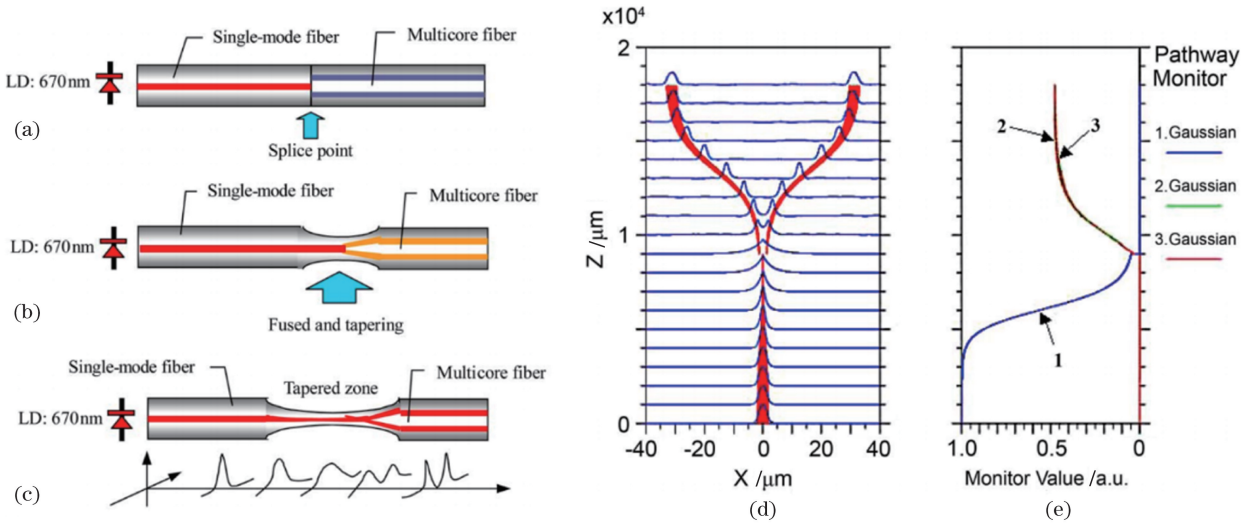 Single-mode fiber
Multicore fiber
LD: 670nm
(a)
Splice point
Single-mode fiber
Multicore fiber
LD: 670nm
(b)
Fused and tapering
Single-mode fiber
Tapered zone
Multicore fiber
LD: 670nm
(c)
x10⁴
2
1
0
Z /μm
-40 -20 0 20 40
X /μm
(d)
2
3
1
1.0 0.5 0
Monitor Value /a.u.
(e)
Pathway
Monitor
1.Gaussian
2.Gaussian
3.Gaussian